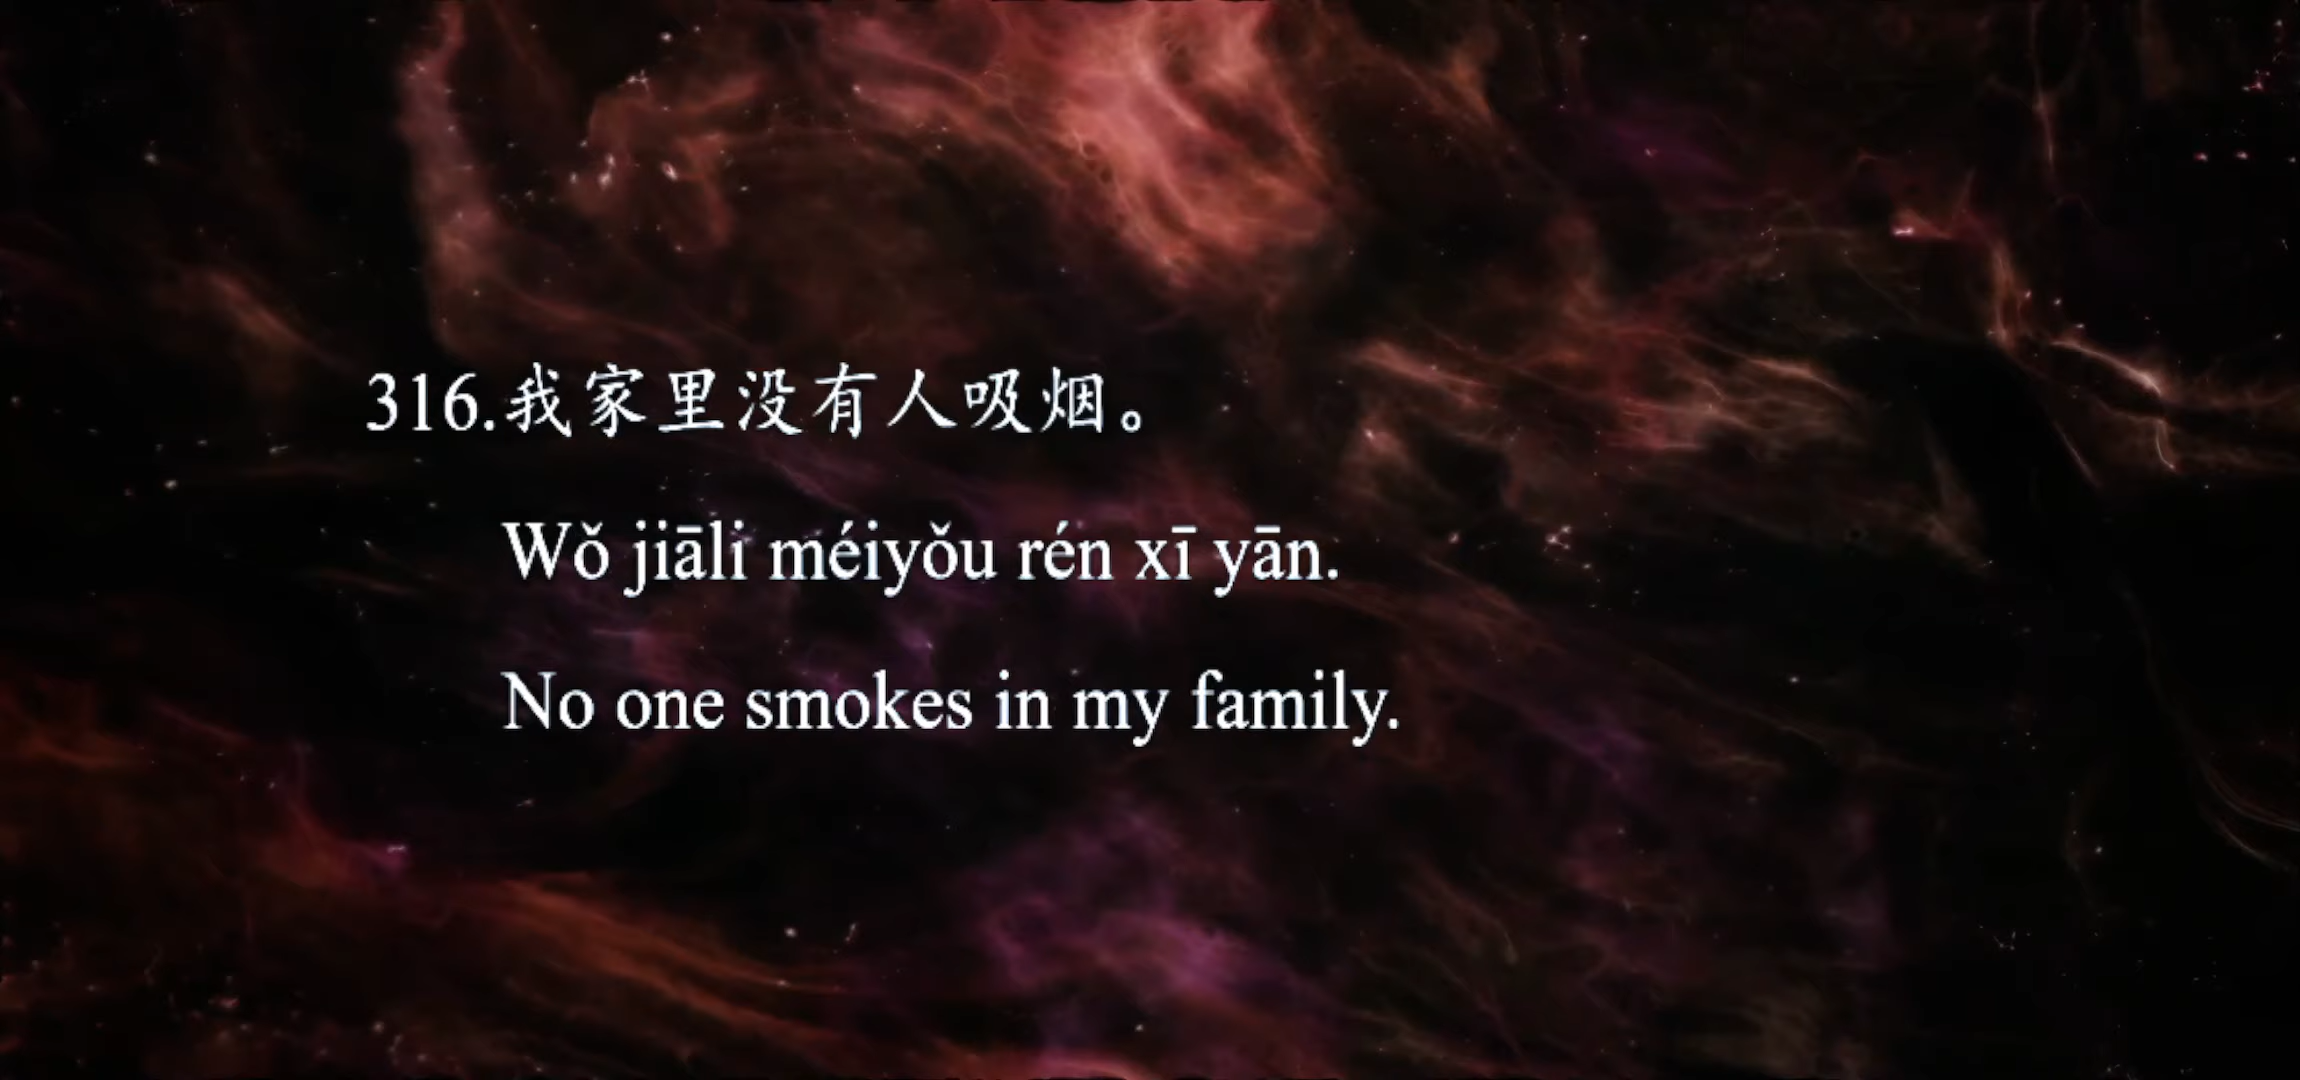 316.我家里没有人吸烟。
Wǒ jiāli méiyǒu rén xī yān.
No one smokes in my family.